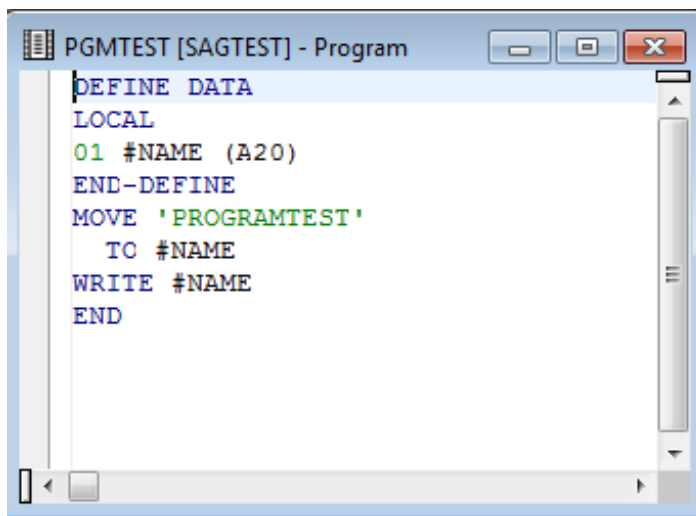 PGMTEST [SAGTEST] - Program
DEFINE DATA
LOCAL
01 #NAME (A20)
END-DEFINE
MOVE 'PROGRAMTEST'
  TO #NAME
WRITE #NAME
END